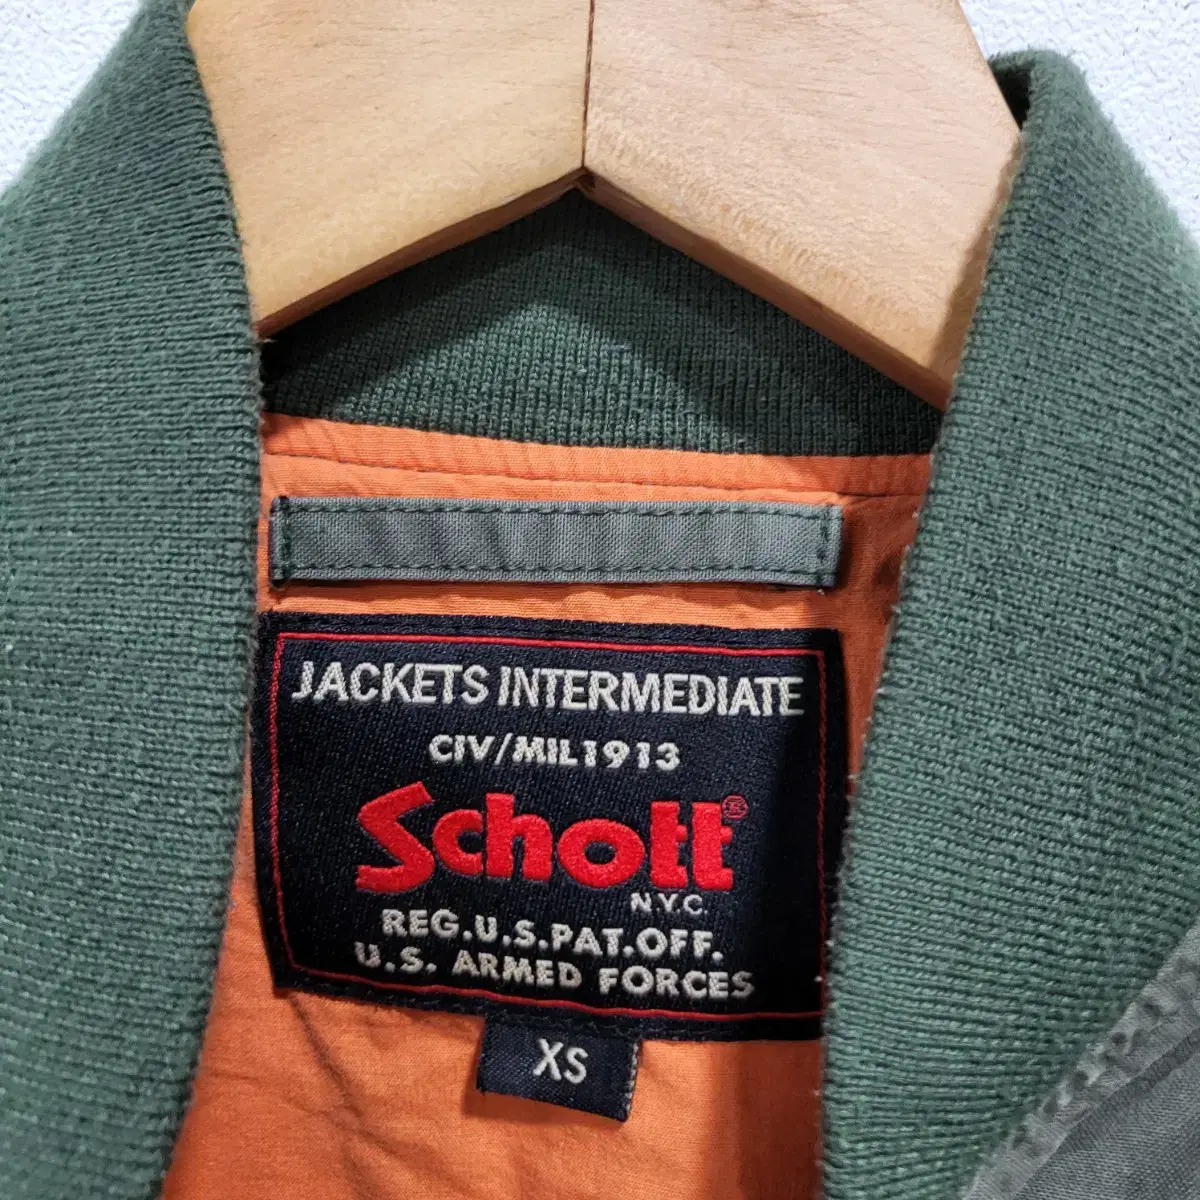 JACKETS INTERMEDIATE
CIV/MIL1913
Schott®
N.Y.C.
REG.U.S.PAT.OFF.
U.S. ARMED FORCES
XS